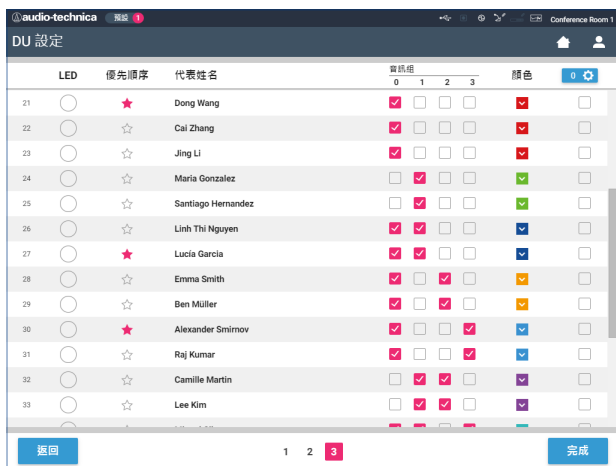 audio-technica 預設 1 Conference Room 1
DU 設定
LED 優先順序 代表姓名 音訊組 顏色 0
0 1 2 3
21 Dong Wang
22 Cai Zhang
23 Jing Li
24 Maria Gonzalez
25 Santiago Hernandez
26 Linh Thi Nguyen
27 Lucía Garcia
28 Emma Smith
29 Ben Müller
30 Alexander Smirnov
31 Raj Kumar
32 Camille Martin
33 Lee Kim
返回 1 2 3 完成